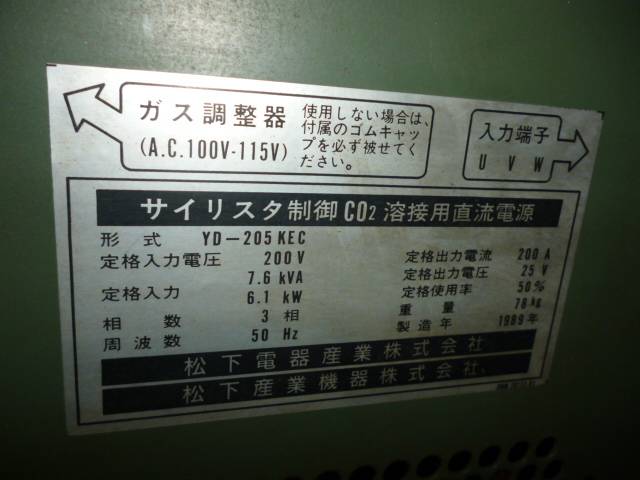 ガス調整器
(A.C.100V-115V)
使用しない場合は、
付属のゴムキャッ
プを必ず被せてく
ださい。
入力端子
U V W
サイリスタ制御CO2溶接用直流電源
形式 YD-205KEC
定格入力電圧 200V
定格入力 7.6kVA
6.1kW
相数 3相
周波数 50Hz
定格出力電流 200A
定格出力電圧 25V
定格使用率 50%
重量 78kg
製造年 1989年
松下電器産業株式会社
松下産業機器株式会社